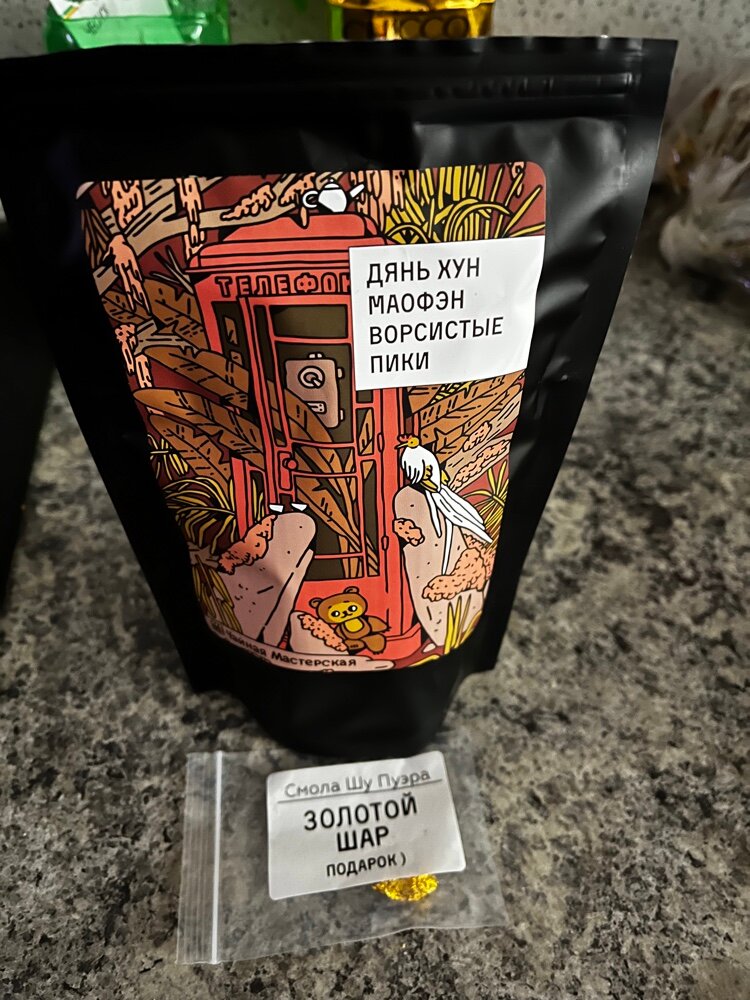 ТЕЛЕФОН
ДЯНЬ ХУН
МАОФЭН
ВОРСИСТЫЕ
ПИКИ
Чайная Мастерская
Смола Шу Пуэра
ЗОЛОТОЙ
ШАР
ПОДАРОК)